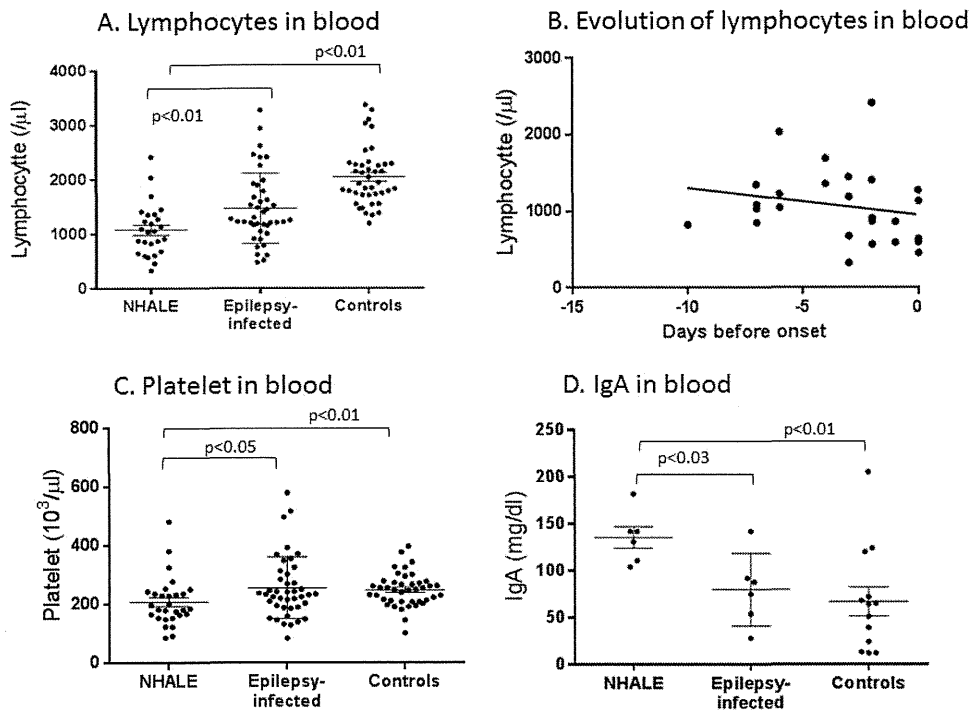 A. Lymphocytes in blood
p<0.01
p<0.01
Lymphocytte (/µl)
4000
3000
2000
1000
0
NHALE
Epilepsy-
infected
Controls
B. Evolution of lymphocytes in blood
Lymphocyte (/µl)
3000
2000
1000
0
-15
-10
-5
0
Days before onset
C. Platelet in blood
p<0.01
p<0.05
Platelet (10³/µl)
800
600
400
200
0
NHALE
Epilepsy-
infected
Controls
D. IgA in blood
p<0.01
p<0.03
IgA (mg/dl)
250
200
150
100
50
0
NHALE
Epilepsy-
infected
Controls